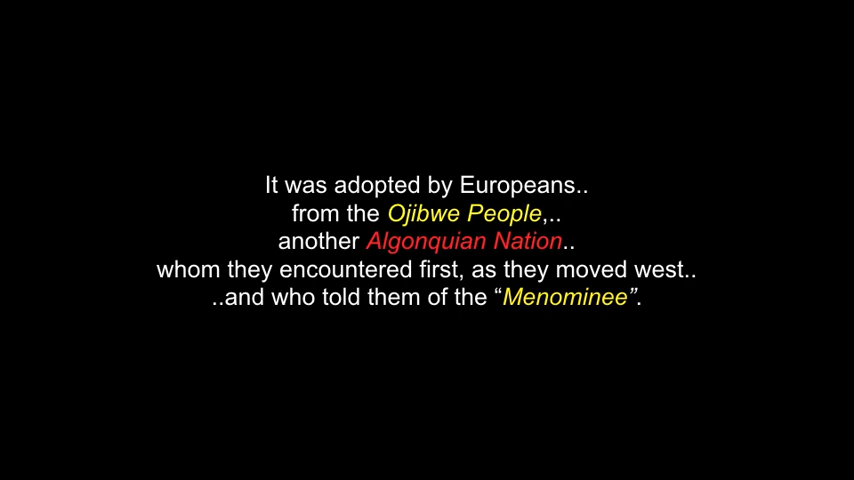 It was adopted by Europeans..
from the Ojibwe People,..
another Algonquian Nation..
whom they encountered first, as they moved west..
..and who told them of the “Menominee”.